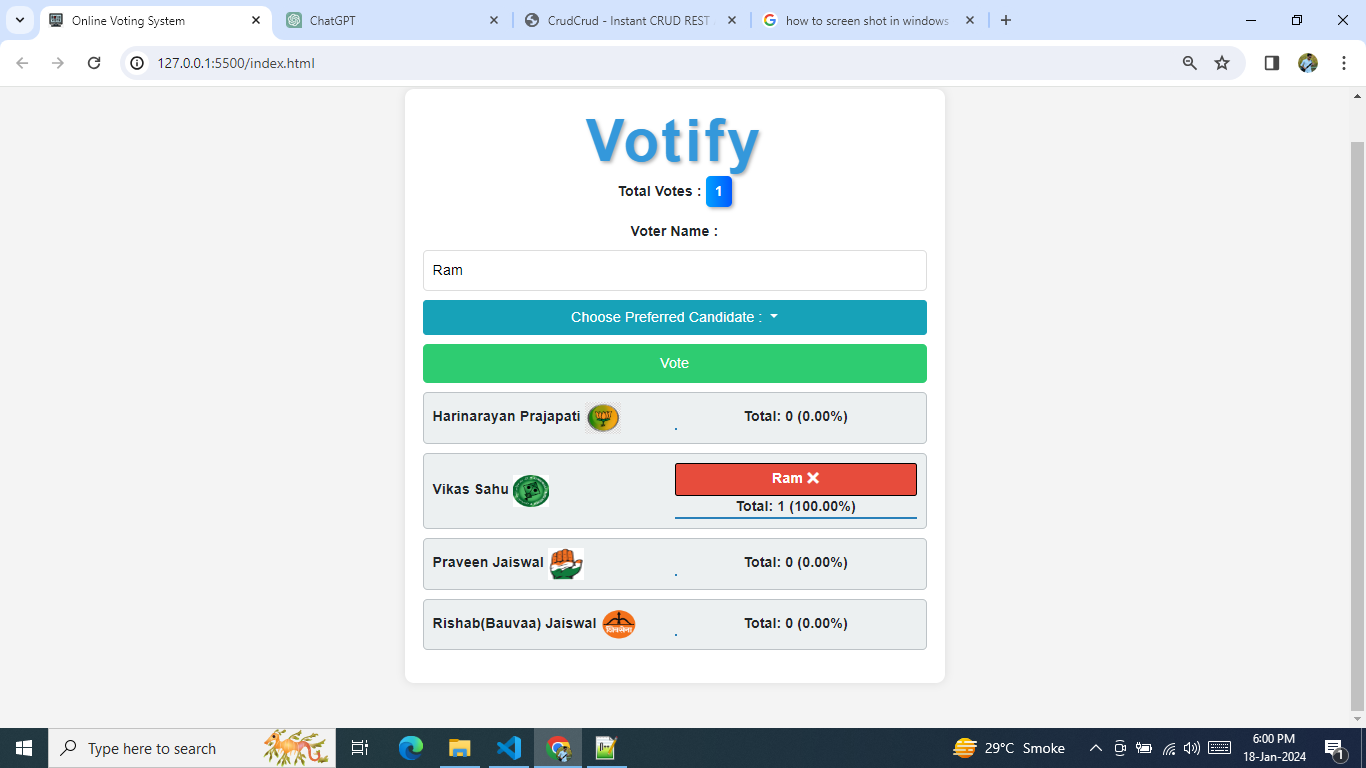 Online Voting System
ChatGPT
CrudCrud - Instant CRUD REST
how to screen shot in windows
127.0.0.1:5500/index.html
Votify
Total Votes : 1
Voter Name :
Ram
Choose Preferred Candidate :
Vote
Harinarayan Prajapati Total: 0 (0.00%)
Ram
Vikas Sahu
Total: 1 (100.00%)
Praveen Jaiswal Total: 0 (0.00%)
Rishab(Bauvaa) Jaiswal Total: 0 (0.00%)
Type here to search
29°C Smoke
6:00 PM
18-Jan-2024
1